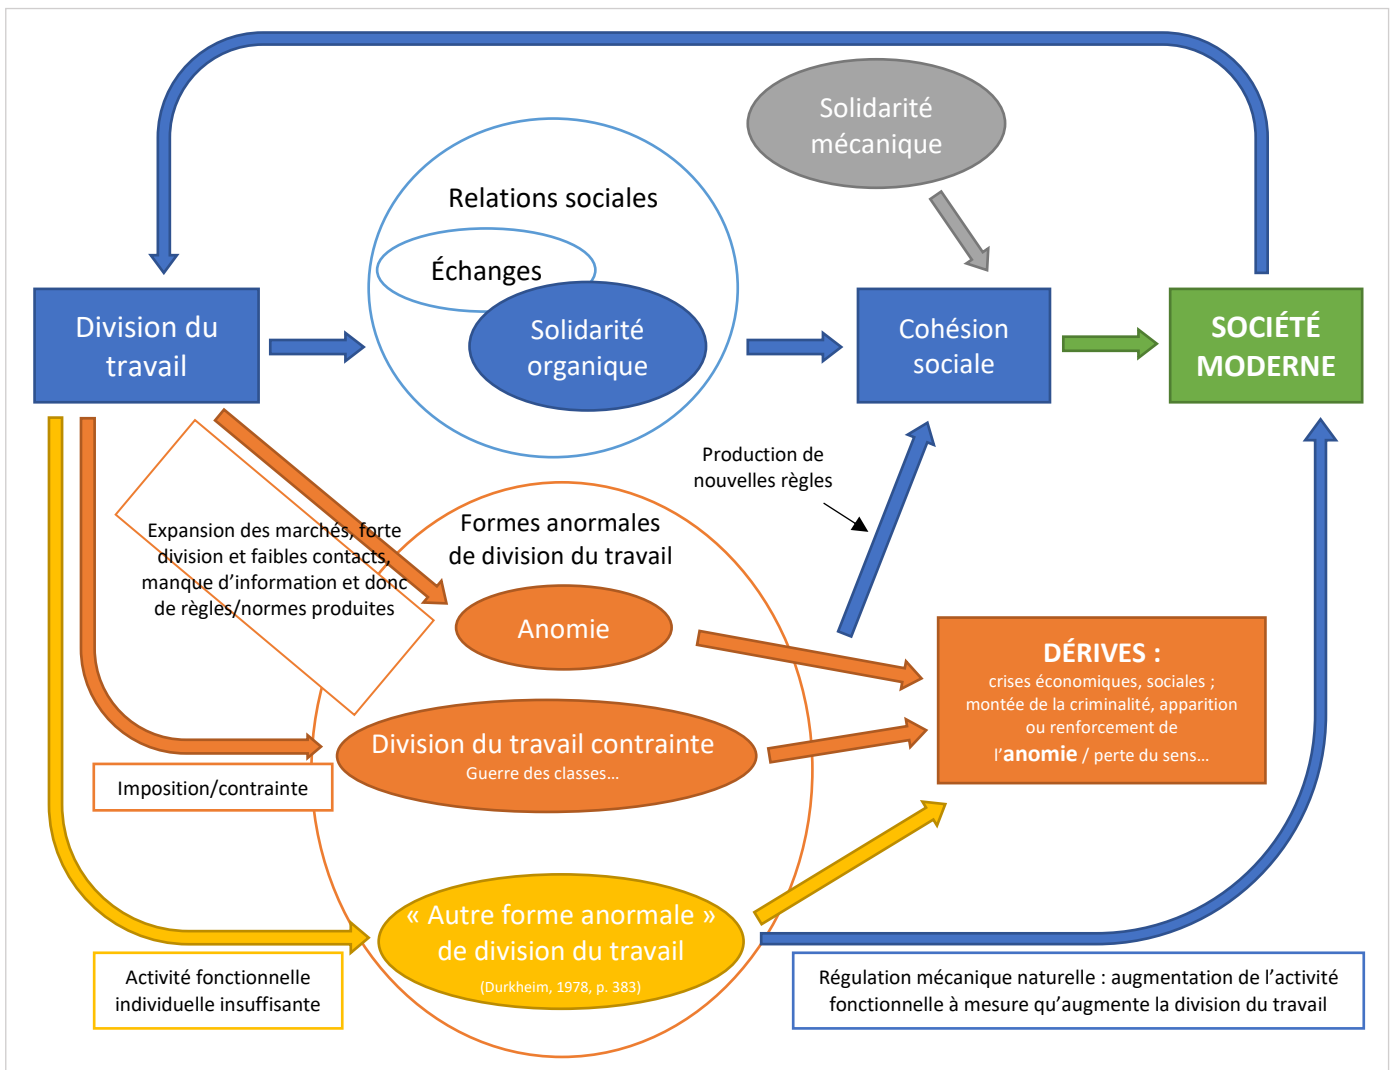 Solidarité
mécanique
Relations sociales
Échanges
Solidarité
organique
Division du
travail
Cohésion
sociale
SOCIÉTÉ
MODERNE
Production de
nouvelles règles
Expansion des marchés, forte
division et faibles contacts,
manque d’information et donc
de règles/normes produites
Formes anormales
de division du travail
Anomie
DÉRIVES :
crises économiques, sociales ;
montée de la criminalité, apparition
ou renforcement de
l’anomie / perte du sens…
Division du travail contrainte
Guerre des classes…
Imposition/contrainte
« Autre forme anormale »
de division du travail
(Durkheim, 1978, p. 383)
Activité fonctionnelle
individuelle insuffisante
Régulation mécanique naturelle : augmentation de l’activité
fonctionnelle à mesure qu’augmente la division du travail